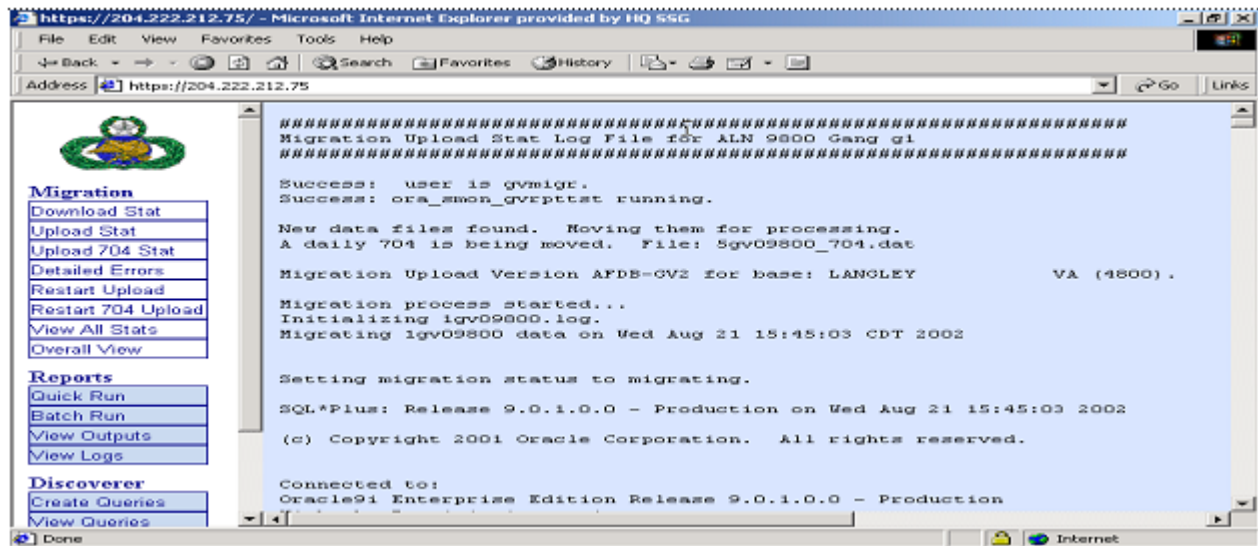 https://204.222.212.75/ - Microsoft Internet Explorer provided by HQ SSG
File Edit View Favorites Tools Help
Back Search Favorites History
Address https://204.222.212.75 Go Links
Migration
Download Stat
Upload Stat
Upload 704 Stat
Detailed Errors
Restart Upload
Restart 704 Upload
View All Stats
Overall View
Reports
Quick Run
Batch Run
View Outputs
View Logs
Discoverer
Create Queries
View Queries
####################################################################
Migration Upload Stat Log File for ALN 9800 Gang g1
####################################################################
Success: user is gvmigr.
Success: ora_smon_gvrpttst running.
New data files found. Moving them for processing.
A daily 704 is being moved. File: 5gv09800_704.dat
Migration Upload Version AFDB-GV2 for base: LANGLEY VA (4800).
Migration process started...
Initializing 1gv09800.log.
Migrating 1gv09800 data on Wed Aug 21 15:45:03 CDT 2002
Setting migration status to migrating.
SQL*Plus: Release 9.0.1.0.0 - Production on Wed Aug 21 15:45:03 2002
(c) Copyright 2001 Oracle Corporation. All rights reserved.
Connected to:
Oracle9i Enterprise Edition Release 9.0.1.0.0 - Production
Done Internet